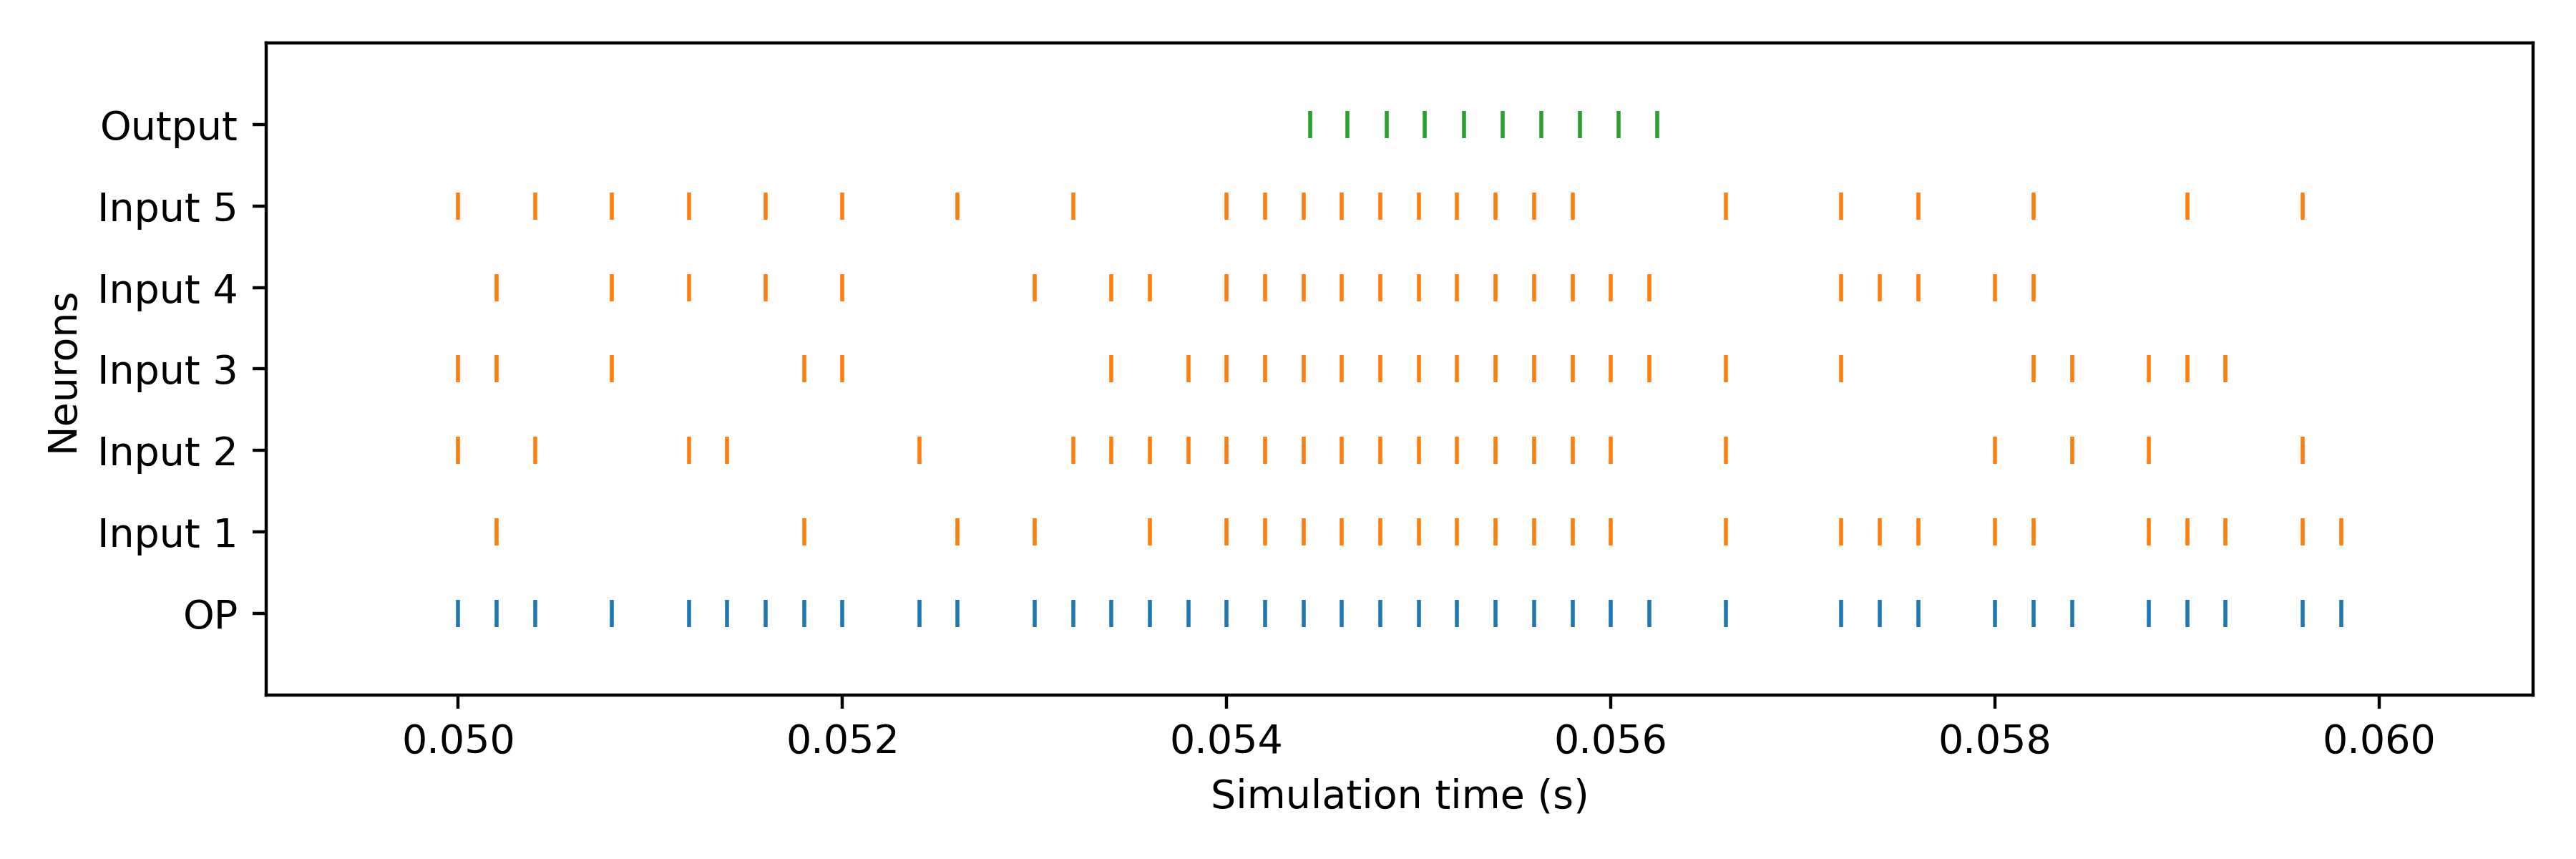 Output
Input 5
Input 4
Input 3
Input 2
Input 1
OP
Neurons
0.050 0.052 0.054 0.056 0.058 0.060
Simulation time (s)